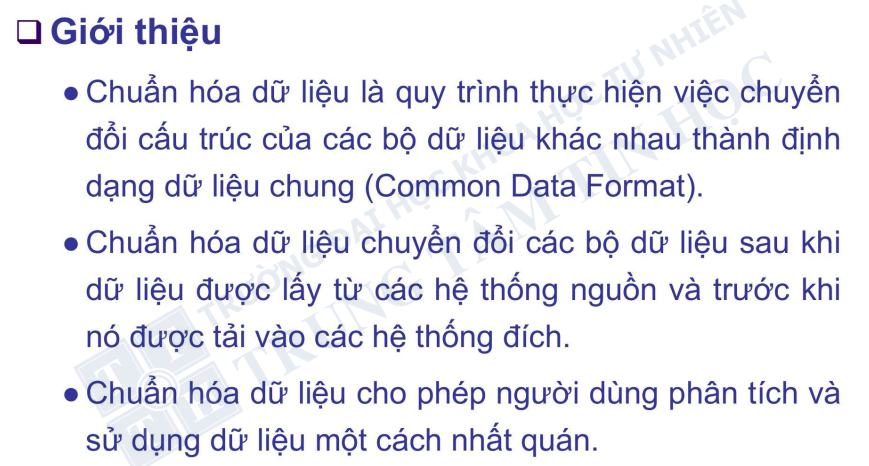 ❑ Giới thiệu
● Chuẩn hóa dữ liệu là quy trình thực hiện việc chuyển
đổi cấu trúc của các bộ dữ liệu khác nhau thành định
dạng dữ liệu chung (Common Data Format).
● Chuẩn hóa dữ liệu chuyển đổi các bộ dữ liệu sau khi
dữ liệu được lấy từ các hệ thống nguồn và trước khi
nó được tải vào các hệ thống đích.
● Chuẩn hóa dữ liệu cho phép người dùng phân tích và
sử dụng dữ liệu một cách nhất quán.
TRƯỜNG ĐẠI HỌC KHOA HỌC TỰ NHIÊN
TRUNG TÂM TIN HỌC